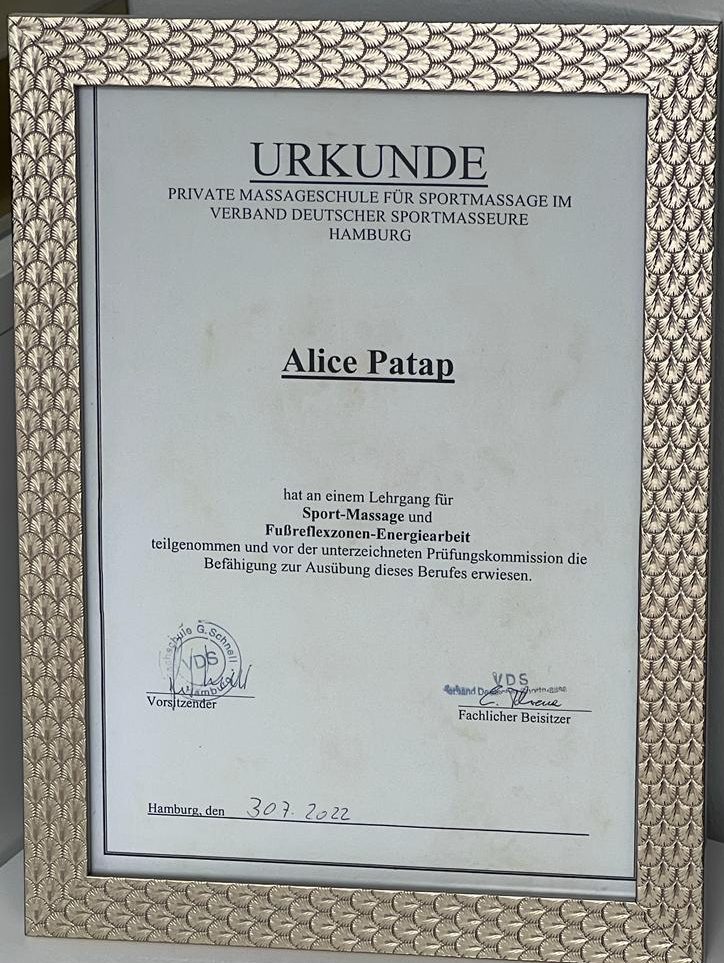 URKUNDE
PRIVATE MASSAGESCHULE FÜR SPORTMASSAGE IM
VERBAND DEUTSCHER SPORTMASSEURE
HAMBURG
Alice Patap
hat an einem Lehrgang für
Sport-Massage und
Fußreflexzonen-Energiearbeit
teilgenommen und vor der unterzeichneten Prüfungskommission die
Befähigung zur Ausübung dieses Berufes erwiesen.
G. Schnell
VDS
Vorsitzender
VDS
Verband
Fachlicher Beisitzer
Hamburg, den 30 7. 2022